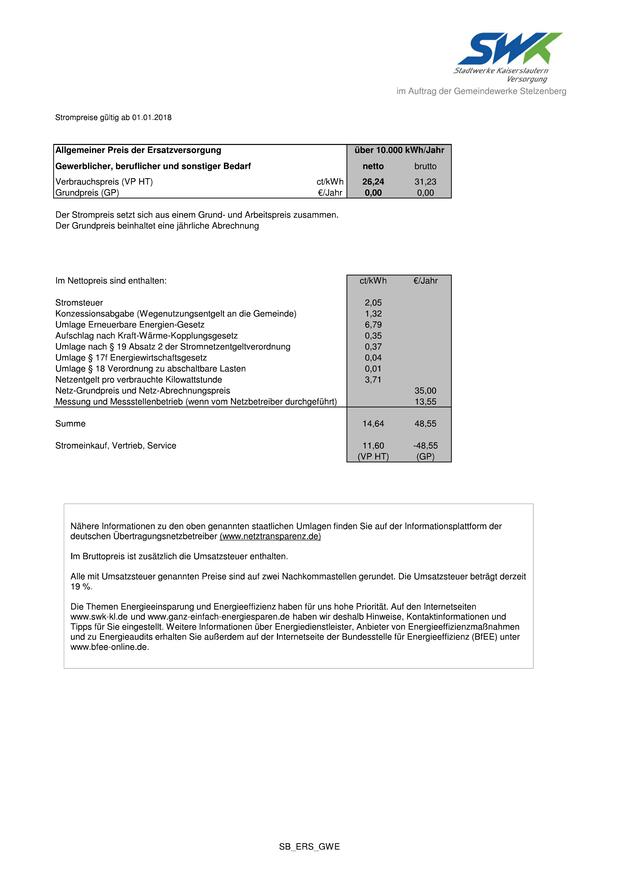 SWK
Stadtwerke Kaiserslautern
Versorgung
im Auftrag der Gemeindewerke Stelzenberg
Strompreise gültig ab 01.01.2018
Allgemeiner Preis der Ersatzversorgung über 10.000 kWh/Jahr
Gewerblicher, beruflicher und sonstiger Bedarf netto brutto
Verbrauchspreis (VP HT) ct/kWh 26,24 31,23
Grundpreis (GP) €/Jahr 0,00 0,00
Der Strompreis setzt sich aus einem Grund- und Arbeitspreis zusammen.
Der Grundpreis beinhaltet eine jährliche Abrechnung
Im Nettopreis sind enthalten: ct/kWh €/Jahr
Stromsteuer 2,05
Konzessionsabgabe (Wegenutzungsentgelt an die Gemeinde) 1,32
Umlage Erneuerbare Energien-Gesetz 6,79
Aufschlag nach Kraft-Wärme-Kopplungsgesetz 0,35
Umlage nach § 19 Absatz 2 der Stromnetzentgeltverordnung 0,37
Umlage § 17f Energiewirtschaftsgesetz 0,04
Umlage § 18 Verordnung zu abschaltbare Lasten 0,01
Netzentgelt pro verbrauchte Kilowattstunde 3,71
Netz-Grundpreis und Netz-Abrechnungspreis 35,00
Messung und Messstellenbetrieb (wenn vom Netzbetreiber durchgeführt) 13,55
Summe 14,64 48,55
Stromeinkauf, Vertrieb, Service 11,60 -48,55
(VP HT) (GP)
Nähere Informationen zu den oben genannten staatlichen Umlagen finden Sie auf der Informationsplattform der
deutschen Übertragungsnetzbetreiber (www.netztransparenz.de)
Im Bruttopreis ist zusätzlich die Umsatzsteuer enthalten.
Alle mit Umsatzsteuer genannten Preise sind auf zwei Nachkommastellen gerundet. Die Umsatzsteuer beträgt derzeit
19 %.
Die Themen Energieeinsparung und Energieeffizienz haben für uns hohe Priorität. Auf den Internetseiten
www.swk-kl.de und www.ganz-einfach-energiesparen.de haben wir deshalb Hinweise, Kontaktinformationen und
Tipps für Sie eingestellt. Weitere Informationen über Energiedienstleister, Anbieter von Energieeffizienzmaßnahmen
und zu Energieaudits erhalten Sie außerdem auf der Internetseite der Bundesstelle für Energieeffizienz (BfEE) unter
www.bfee-online.de.
SB_ERS_GWE